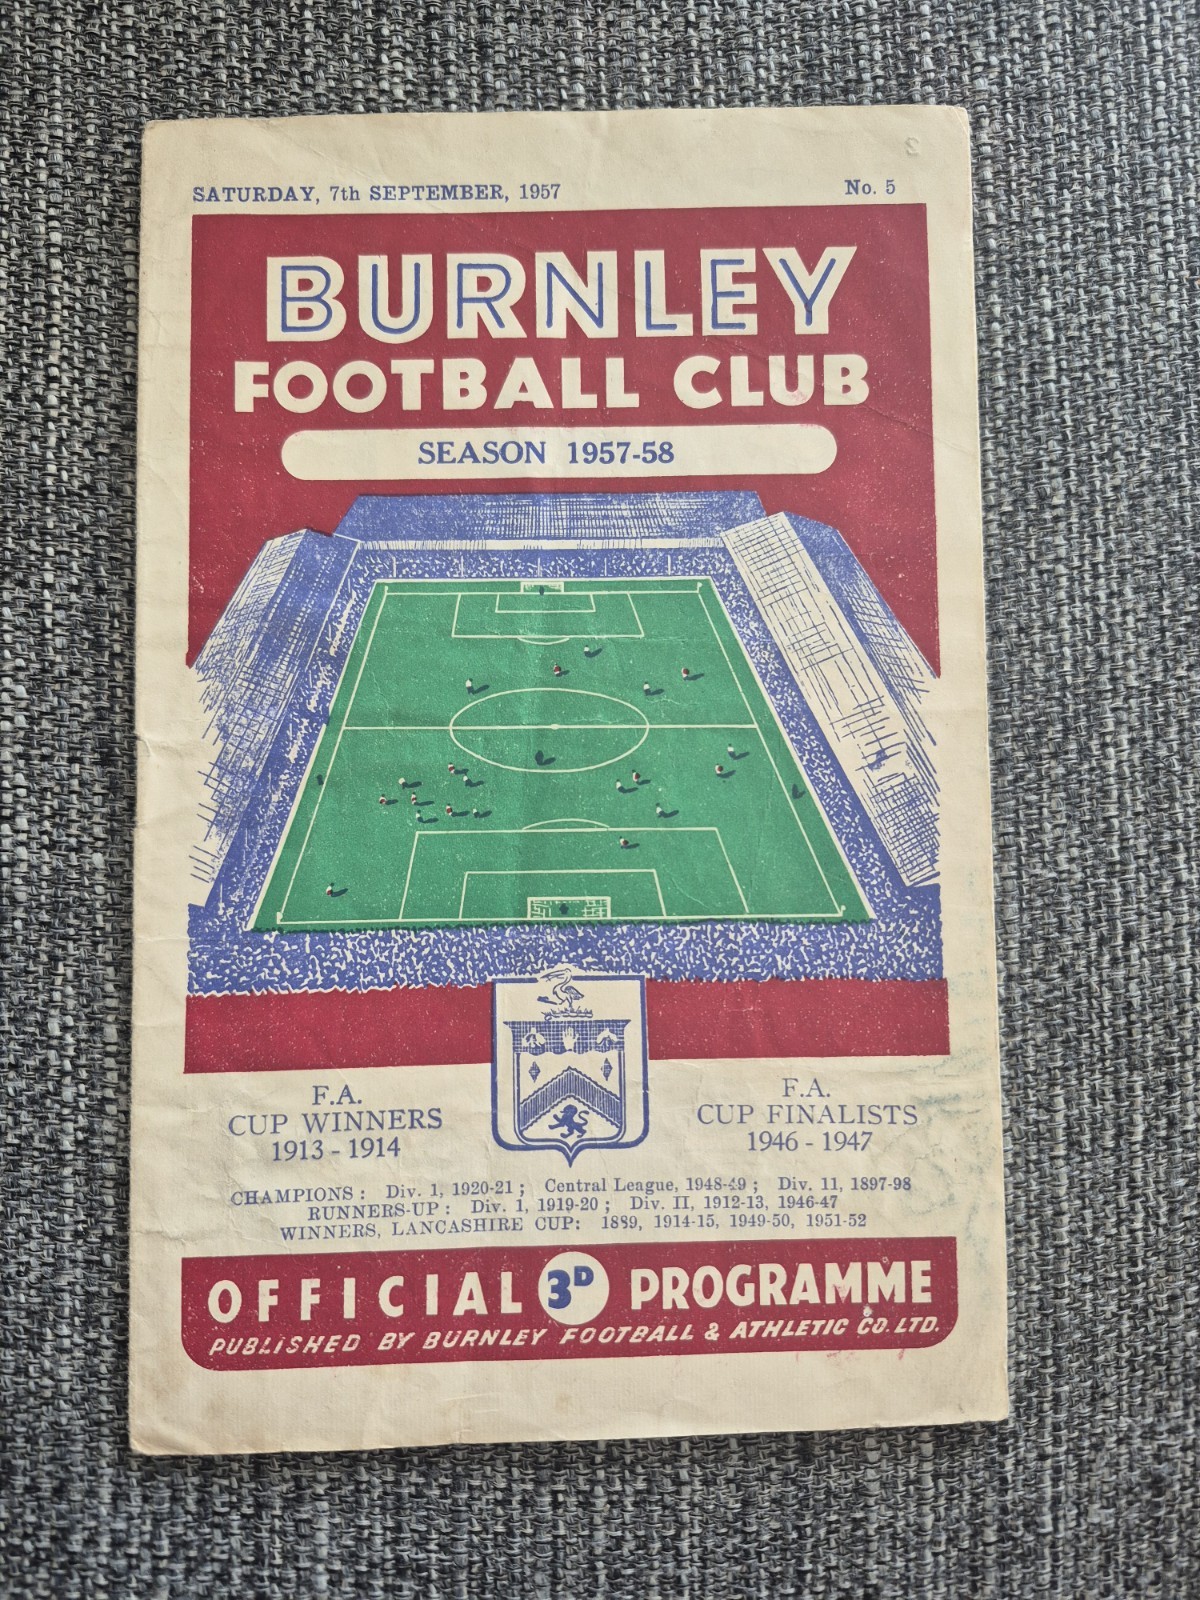 SATURDAY, 7th SEPTEMBER, 1957 No. 5
BURNLEY
FOOTBALL CLUB
SEASON 1957-58
F.A.
CUP WINNERS
1913 - 1914
F.A.
CUP FINALISTS
1946 - 1947
CHAMPIONS : Div. 1, 1920-21 ; Central League, 1948-49 ; Div. 11, 1897-98
RUNNERS-UP : Div. 1, 1919-20 ; Div. II, 1912-13, 1946-47
WINNERS, LANCASHIRE CUP: 1889, 1914-15, 1949-50, 1951-52
OFFICIAL 3D PROGRAMME
PUBLISHED BY BURNLEY FOOTBALL & ATHLETIC CO. LTD.